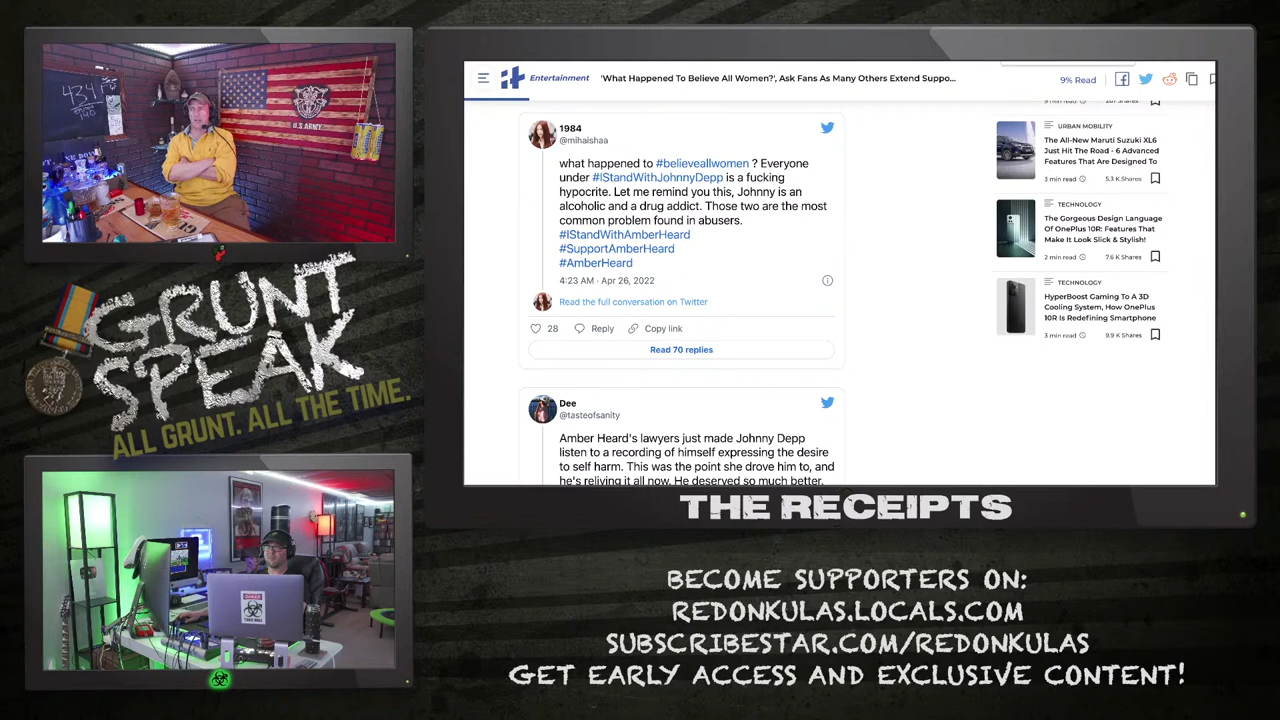 U.S. ARMY
GRUNT
SPEAK
ALL GRUNT. ALL THE TIME.
Entertainment
'What Happened To Believe All Women?', Ask Fans As Many Others Extend Suppo...
9% Read
1984
@mihaishaa
what happened to #believeallwomen ? Everyone
under #IStandWithJohnnyDepp is a fucking
hypocrite. Let me remind you this, Johnny is an
alcoholic and a drug addict. Those two are the most
common problem found in abusers.
#IStandWithAmberHeard
#SupportAmberHeard
#AmberHeard
4:23 AM · Apr 26, 2022
Read the full conversation on Twitter
28
Reply
Copy link
Read 70 replies
Dee
@tasteofsanity
Amber Heard's lawyers just made Johnny Depp
listen to a recording of himself expressing the desire
to self harm. This was the point she drove him to, and
he's reliving it all now. He deserved so much better.
URBAN MOBILITY
The All-New Maruti Suzuki XL6
Just Hit The Road - 6 Advanced
Features That Are Designed To
3 min read
5.3 K Shares
TECHNOLOGY
The Gorgeous Design Language
Of OnePlus 10R: Features That
Make It Look Slick & Stylish!
2 min read
7.6 K Shares
TECHNOLOGY
HyperBoost Gaming To A 3D
Cooling System, How OnePlus
10R Is Redefining Smartphone
3 min read
9.9 K Shares
THE RECEIPTS
BECOME SUPPORTERS ON:
REDONKULAS.LOCALS.COM
SUBSCRIBESTAR.COM/REDONKULAS
GET EARLY ACCESS AND EXCLUSIVE CONTENT!